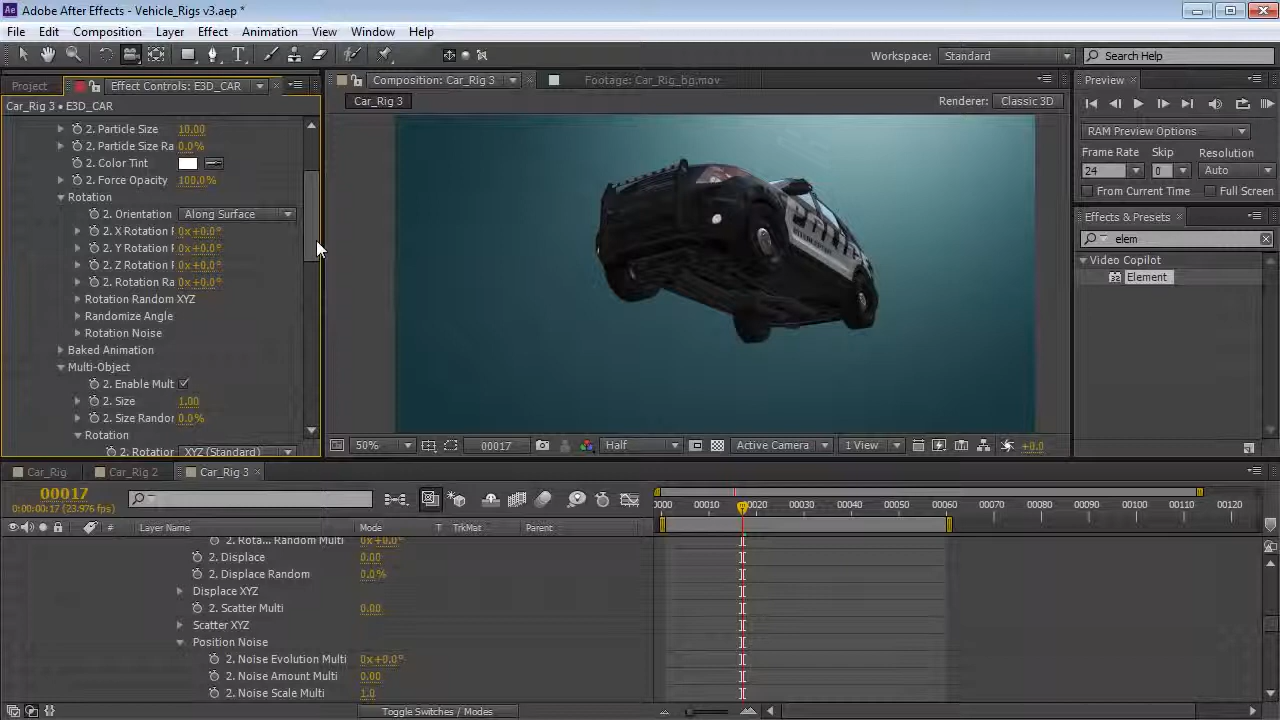 Ae Adobe After Effects - Vehicle_Rigs v3.aep *
File Edit Composition Layer Effect Animation View Window Help
Workspace: Standard Search Help
Project Effect Controls: E3D_CAR
Car_Rig 3 • E3D_CAR
2. Particle Size 10.00
2. Particle Size Ra 0.0%
2. Color Tint
2. Force Opacity 100.0%
Rotation
2. Orientation Along Surface
2. X Rotation 0x+0.0°
2. Y Rotation 0x+0.0°
2. Z Rotation 0x+0.0°
2. Rotation Ra 0x+0.0°
Rotation Random XYZ
Randomize Angle
Rotation Noise
Baked Animation
Multi-Object
2. Enable Mult
2. Size 1.00
2. Size Random 0.0%
Rotation
2. Rotation XYZ (Standard)
Composition: Car_Rig 3 Footage: Car_Rig_bg.mov
Car_Rig 3 Renderer: Classic 3D
50% 00017 Half Active Camera 1 View +0.0
Preview
RAM Preview Options
Frame Rate Skip Resolution
24 0 Auto
From Current Time Full Screen
Effects & Presets
elem
Video Copilot
32 Element
Car_Rig Car_Rig 2 Car_Rig 3
00017
0:00:00:17 (23.976 fps)
# Layer Name Mode T TrkMat Parent
0000 00010 00020 00030 00040 00050 00060 00070 00080 00090 00100 00110 00120
2. Rota... Random Multi 0x+0.0°
2. Displace 0.00
2. Displace Random 0.0%
Displace XYZ
2. Scatter Multi 0.00
Scatter XYZ
Position Noise
2. Noise Evolution Multi 0x+0.0°
2. Noise Amount Multi 0.00
2. Noise Scale Multi 1.0
Toggle Switches / Modes